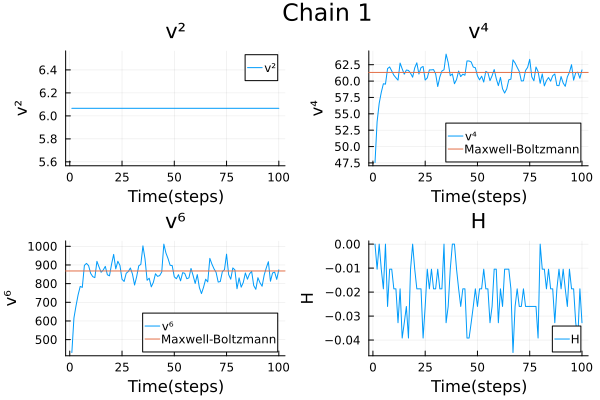 Chain 1
v²
v²
6.4
6.2
6.0
5.8
5.6
v²
0 25 50 75 100
Time(steps)
v⁴
v⁴
62.5
60.0
57.5
55.0
52.5
50.0
47.5
v⁴
Maxwell-Boltzmann
0 25 50 75 100
Time(steps)
v⁶
v⁶
1000
900
800
700
600
500
v⁶
Maxwell-Boltzmann
0 25 50 75 100
Time(steps)
H
H
0.00
−0.01
−0.02
−0.03
−0.04
H
0 25 50 75 100
Time(steps)